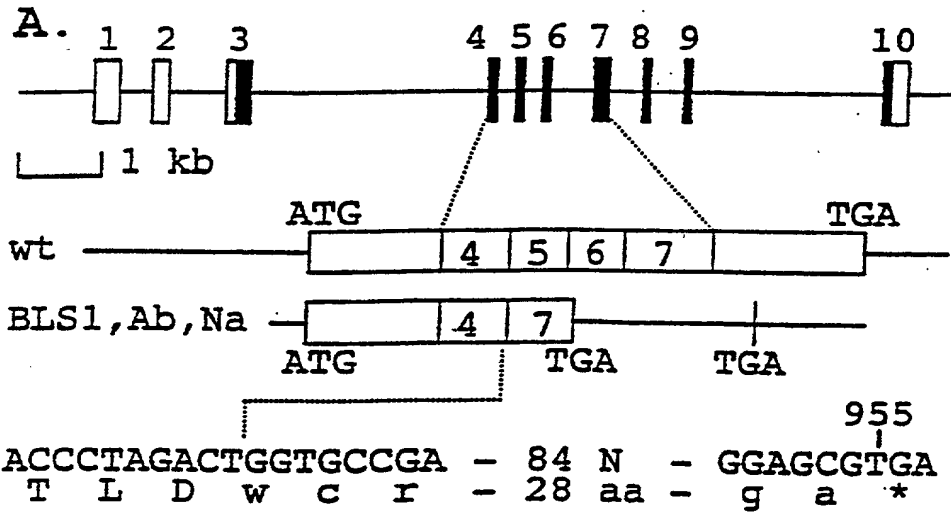 A.
1 2 3 4 5 6 7 8 9 10
1 kb
ATG TGA
wt 4 5 6 7
BLS1,Ab,Na 4 7
ATG TGA TGA
955
ACCCTAGACTGGTGCCGA – 84 N – GGAGCGTGA
T L D w c r – 28 aa – g a *